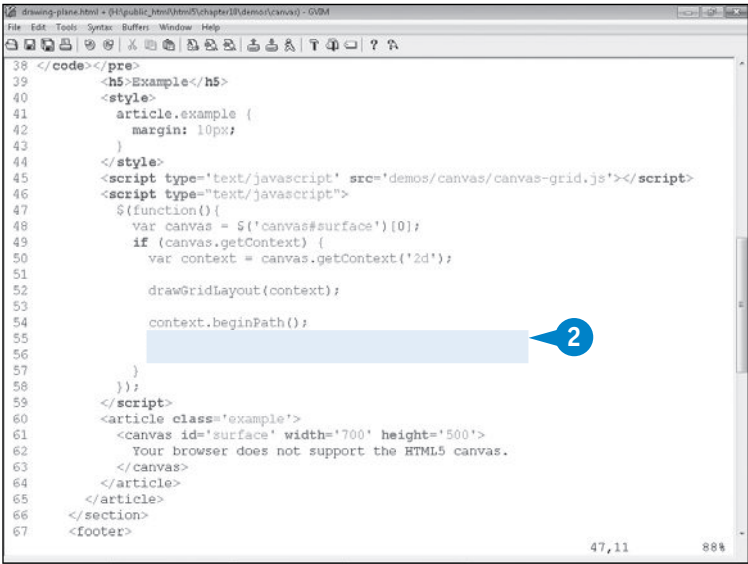 drawing-plane.html + (H:\public_html\html5\chapter18\demos\canvas) - GVIM
File Edit Tools Syntax Buffers Window Help
38 </code></pre>
39 <h5>Example</h5>
40 <style>
41 article.example {
42 margin: 10px;
43 }
44 </style>
45 <script type='text/javascript' src='demos/canvas/canvas-grid.js'></script>
46 <script type="text/javascript">
47 $(function(){
48 var canvas = $('canvas#surface')[0];
49 if (canvas.getContext) {
50 var context = canvas.getContext('2d');
51
52 drawGridLayout(context);
53
54 context.beginPath();
55
2
56
57 }
58 });
59 </script>
60 <article class='example'>
61 <canvas id='surface' width='700' height='500'>
62 Your browser does not support the HTML5 canvas.
63 </canvas>
64 </article>
65 </article>
66 </section>
67 <footer>
47,11 88%